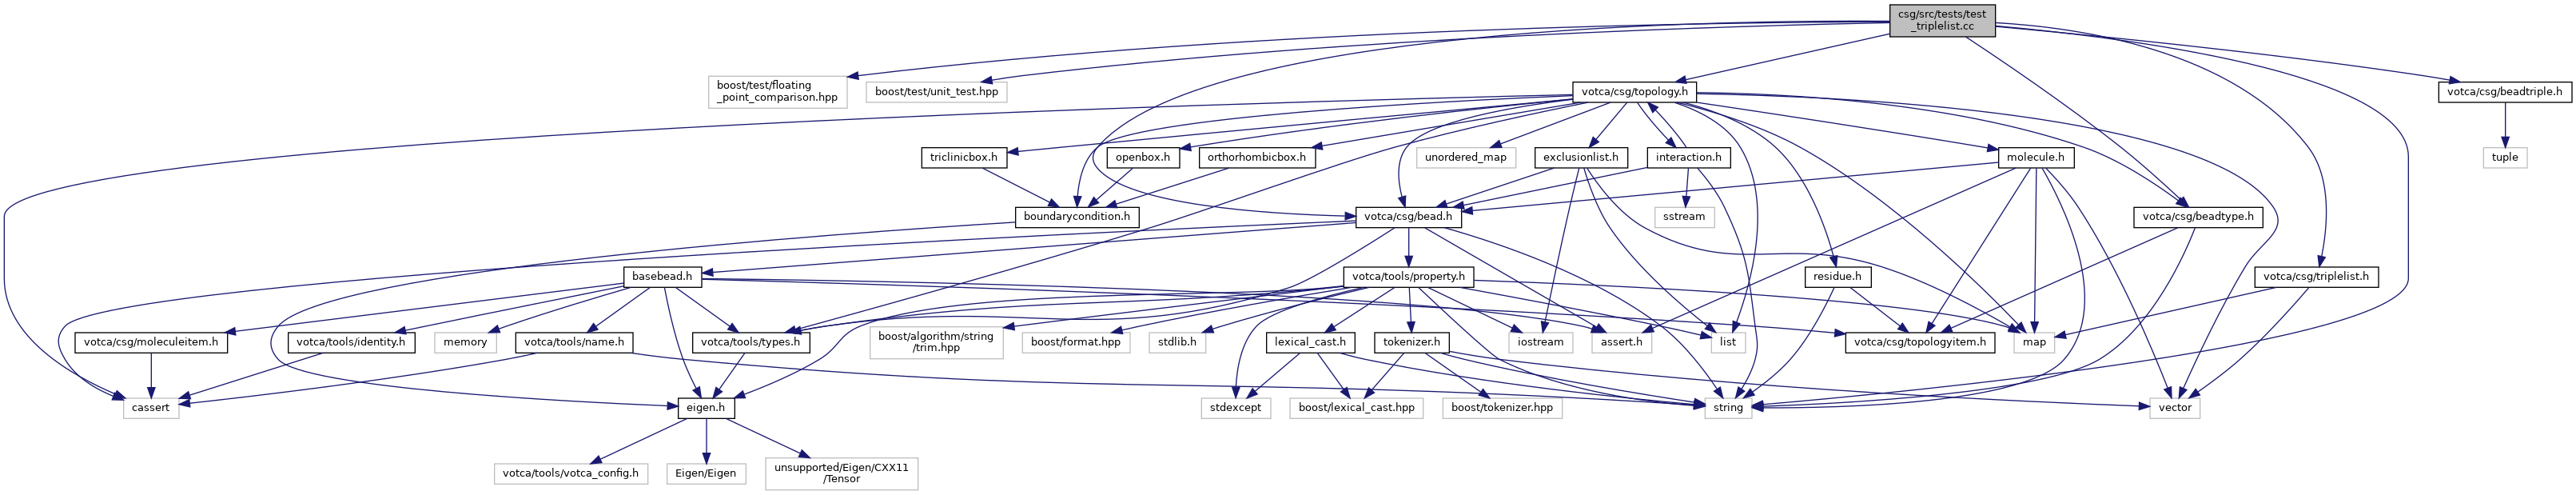 csg/src/tests/test
_triplelist.cc
boost/test/floating
_point_comparison.hpp
boost/test/unit_test.hpp
votca/csg/topology.h
votca/csg/beadtriple.h
triclinicbox.h
openbox.h
orthorhombicbox.h
unordered_map
exclusionlist.h
interaction.h
molecule.h
tuple
boundarycondition.h
votca/csg/bead.h
sstream
votca/csg/beadtype.h
basebead.h
votca/tools/property.h
residue.h
votca/csg/triplelist.h
votca/csg/moleculeitem.h
votca/tools/identity.h
memory
votca/tools/name.h
votca/tools/types.h
boost/algorithm/string
/trim.hpp
boost/format.hpp
stdlib.h
lexical_cast.h
tokenizer.h
iostream
assert.h
list
votca/csg/topologyitem.h
map
cassert
eigen.h
stdexcept
boost/lexical_cast.hpp
boost/tokenizer.hpp
string
vector
votca/tools/votca_config.h
Eigen/Eigen
unsupported/Eigen/CXX11
/Tensor